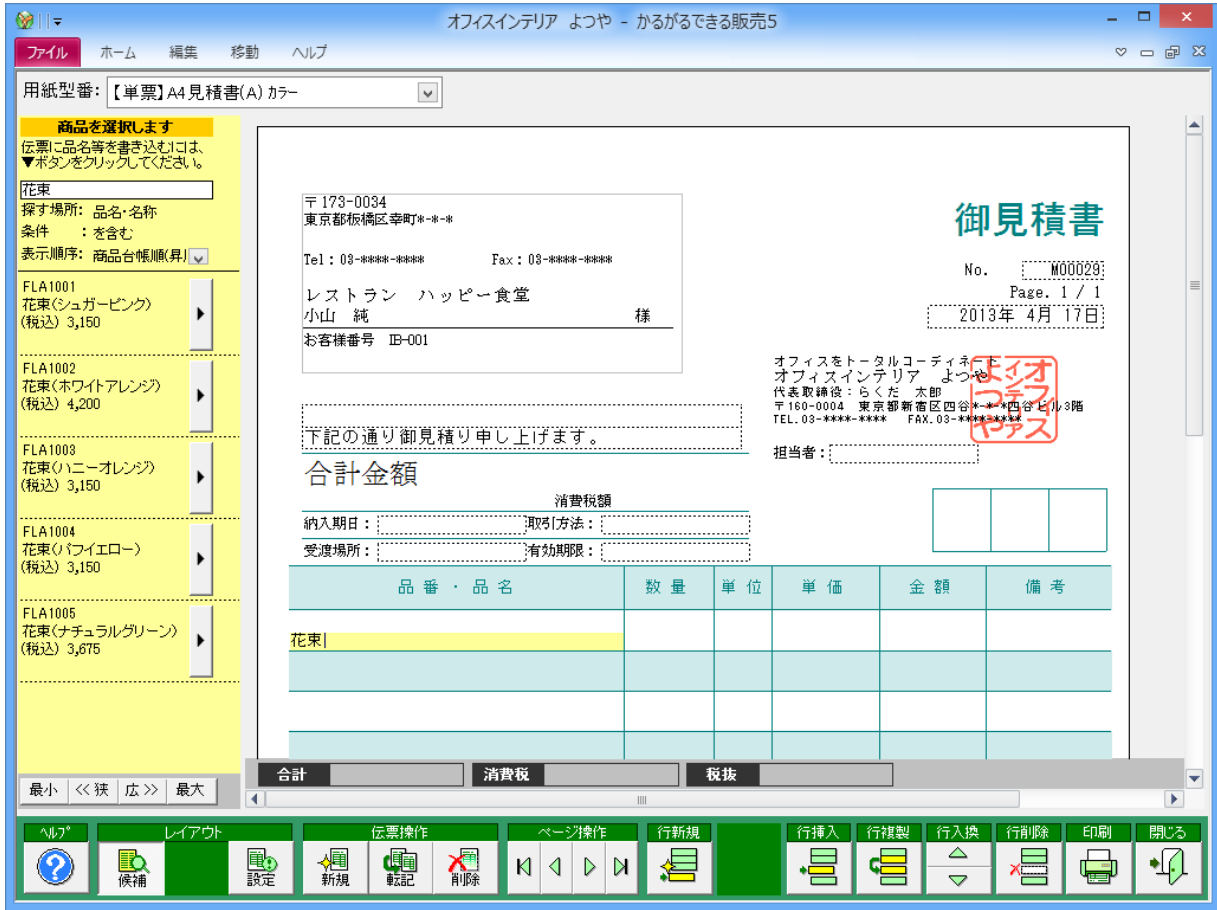 オフィスインテリア よつや - かるがるできる販売5
ファイル ホーム 編集 移動 ヘルプ
用紙型番: 【単票】A4見積書(A) カラー
商品を選択します
伝票に品名等を書き込むには、
▼ボタンをクリックしてください。
花束
探す場所: 品名・名称
条件 : を含む
表示順序: 商品台帳順(昇)
FLA1001
花束(シュガーピンク)
(税込) 3,150
FLA1002
花束(ホワイトアレンジ)
(税込) 4,200
FLA1003
花束(ハニーオレンジ)
(税込) 3,150
FLA1004
花束(パフイエロー)
(税込) 3,150
FLA1005
花束(ナチュラルグリーン)
(税込) 3,675
最小 <<狭 広>> 最大
〒173-0034
東京都板橋区幸町*-*-*
Tel:03-****-**** Fax:03-****-****
レストラン ハッピー食堂
小山 純 様
お客様番号 IB-001
御見積書
No. M00029
Page. 1 / 1
2013年 4月 17日
オフィスをトータルコーディネート
オフィスインテリア よつや
代表取締役:らくだ 太郎
〒160-0004 東京都新宿区四谷*-*-*四谷ビル3階
TEL.03-****-**** FAX.03-****-****
担当者:
下記の通り御見積り申し上げます。
合計金額
消費税額
納入期日: 取引方法:
受渡場所: 有効期限:
品番・品名 数量 単位 単価 金額 備考
花束
合計 消費税 税抜
ヘルプ レイアウト 伝票操作 ページ操作 行新規 行挿入 行複製 行入換 行削除 印刷 閉じる
候補 設定 新規 転記 削除